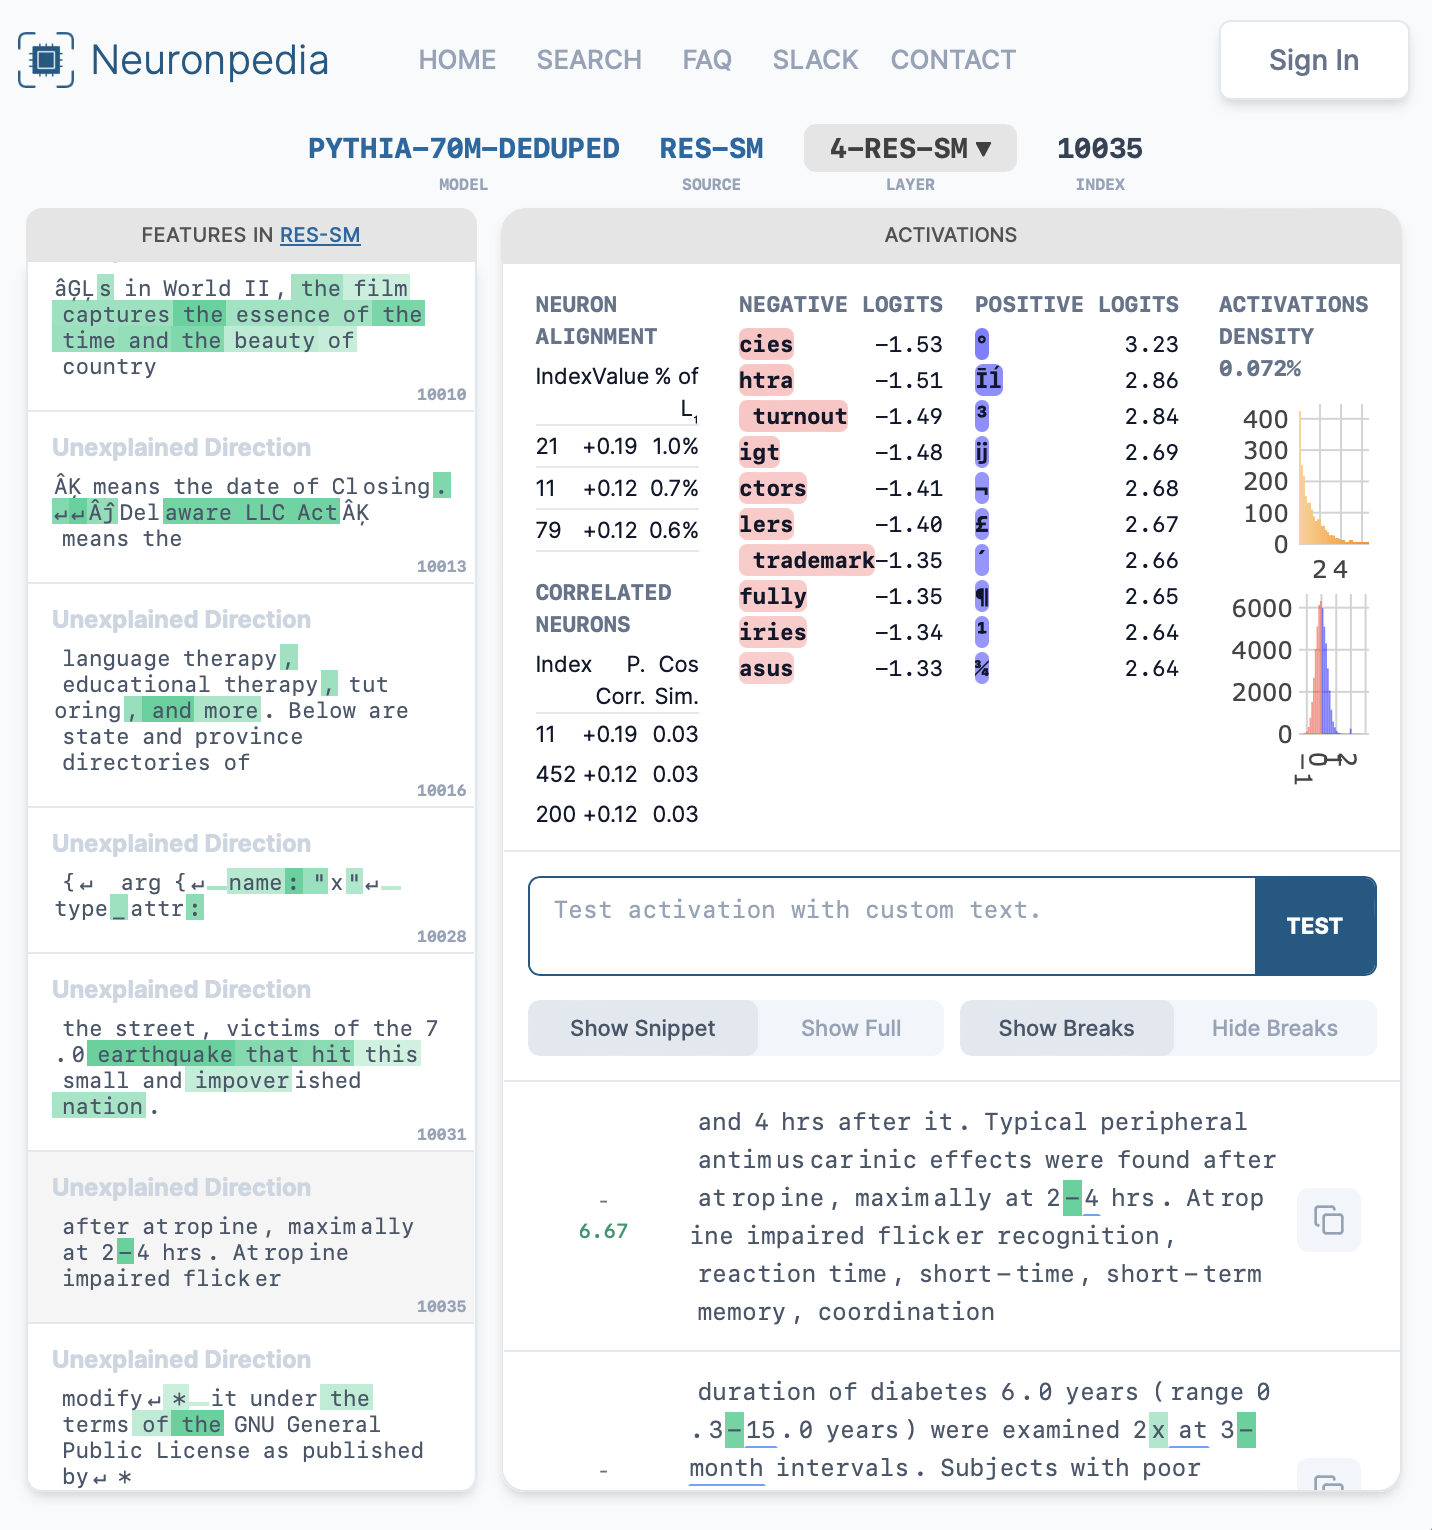 Neuronpedia
HOME SEARCH FAQ SLACK CONTACT
Sign In
PYTHIA-70M-DEDUPED RES-SM 4-RES-SM ▼ 10035
MODEL SOURCE LAYER INDEX
FEATURES IN RES-SM
âĢĻs in World II, the film
captures the essence of the
time and the beauty of
country
10010
Unexplained Direction
ÂĶ means the date of Closing.
↵↵ÂĵDelaware LLC ActÂĶ
means the
10013
Unexplained Direction
language therapy,
educational therapy, tut
oring, and more. Below are
state and province
directories of
10016
Unexplained Direction
{↵ arg {↵ name: "x"↵
type_attr:
10028
Unexplained Direction
the street, victims of the 7
.0 earthquake that hit this
small and impoverished
nation.
10031
Unexplained Direction
after atropine, maximally
at 2-4 hrs. Atropine
impaired flicker
10035
Unexplained Direction
modify↵ * it under the
terms of the GNU General
Public License as published
by↵ *
ACTIVATIONS
NEURON
ALIGNMENT
Index Value % of
L₁
21 +0.19 1.0%
11 +0.12 0.7%
79 +0.12 0.6%
CORRELATED
NEURONS
Index P. Cos
Corr. Sim.
11 +0.19 0.03
452 +0.12 0.03
200 +0.12 0.03
NEGATIVE LOGITS
cies -1.53
htra -1.51
turnout -1.49
igt -1.48
ctors -1.41
lers -1.40
trademark -1.35
fully -1.35
iries -1.34
asus -1.33
POSITIVE LOGITS
° 3.23
Īĺ 2.86
³ 2.84
ĳ 2.69
¬ 2.68
£ 2.67
´ 2.66
¶ 2.65
¹ 2.64
¾ 2.64
ACTIVATIONS
DENSITY
0.072%
400
300
200
100
0
2 4
6000
4000
2000
0
−1 0 1 2
Test activation with custom text.
TEST
Show Snippet Show Full Show Breaks Hide Breaks
-
6.67
and 4 hrs after it. Typical peripheral
antimuscarinic effects were found after
atropine, maximally at 2-4 hrs. Atrop
ine impaired flicker recognition,
reaction time, short-time, short-term
memory, coordination
-
duration of diabetes 6.0 years (range 0
.3-15.0 years) were examined 2x at 3-
month intervals. Subjects with poor